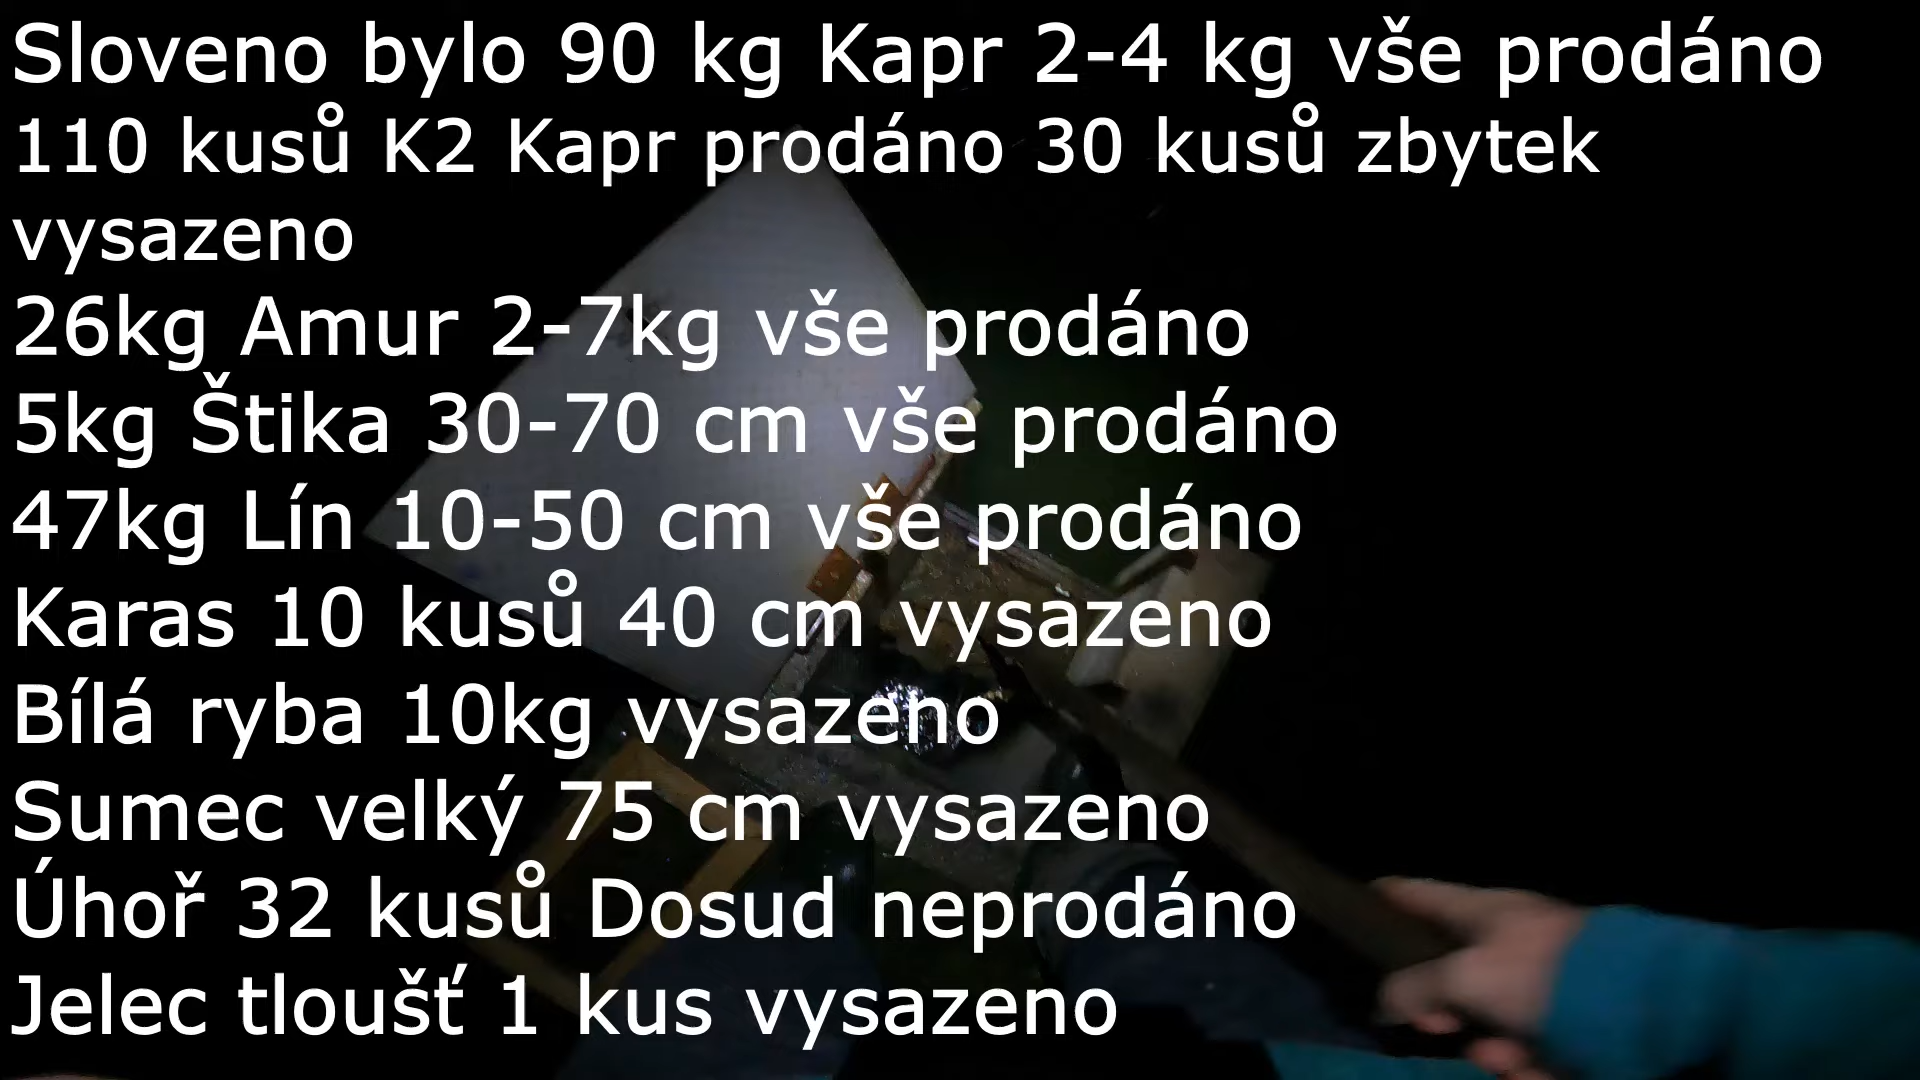 Sloveno bylo 90 kg Kapr 2-4 kg vše prodáno
110 kusů K2 Kapr prodáno 30 kusů zbytek
vysazeno
26kg Amur 2-7kg vše prodáno
5kg Štika 30-70 cm vše prodáno
47kg Lín 10-50 cm vše prodáno
Karas 10 kusů 40 cm vysazeno
Bílá ryba 10kg vysazeno
Sumec velký 75 cm vysazeno
Úhoř 32 kusů Dosud neprodáno
Jelec tloušť 1 kus vysazeno